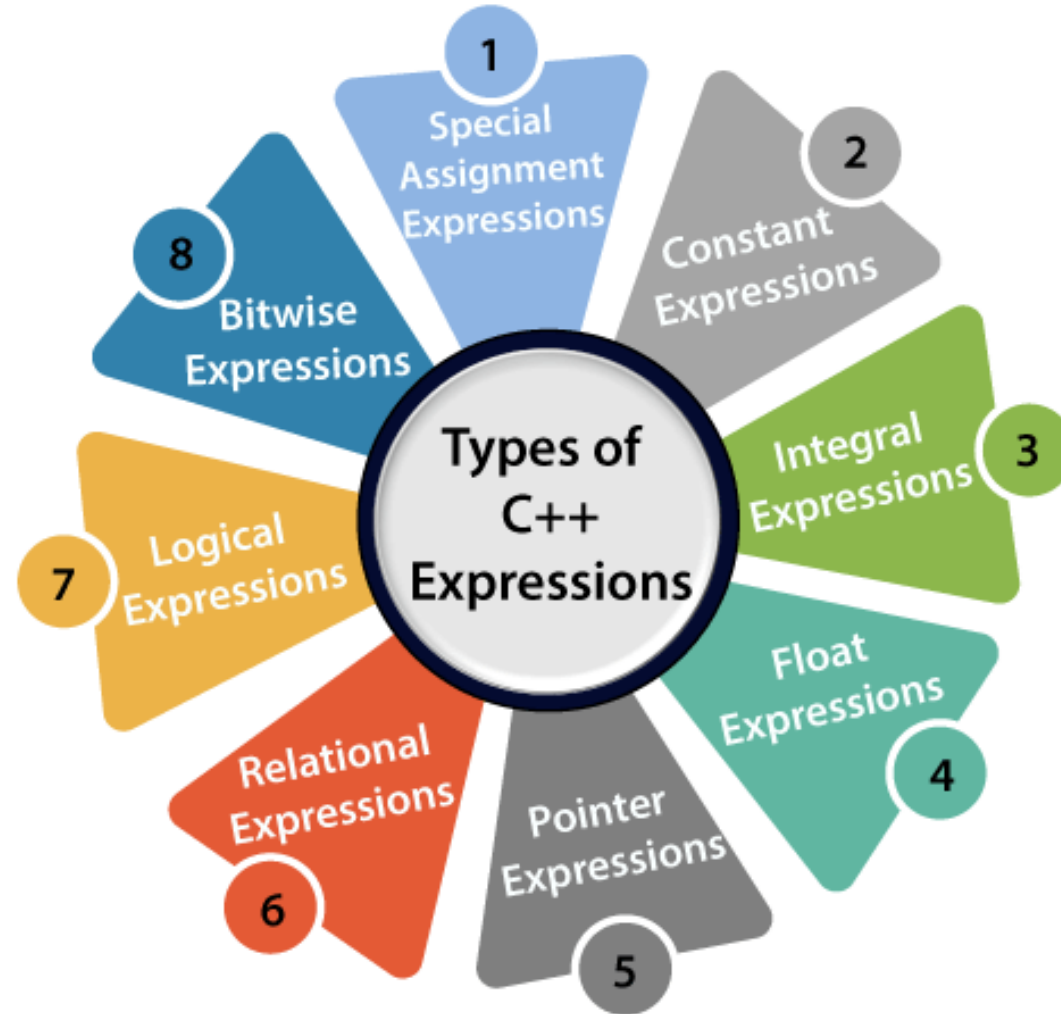 Types of
C++
Expressions
1
Special
Assignment
Expressions
2
Constant
Expressions
3
Integral
Expressions
4
Float
Expressions
5
Pointer
Expressions
6
Relational
Expressions
7
Logical
Expressions
8
Bitwise
Expressions